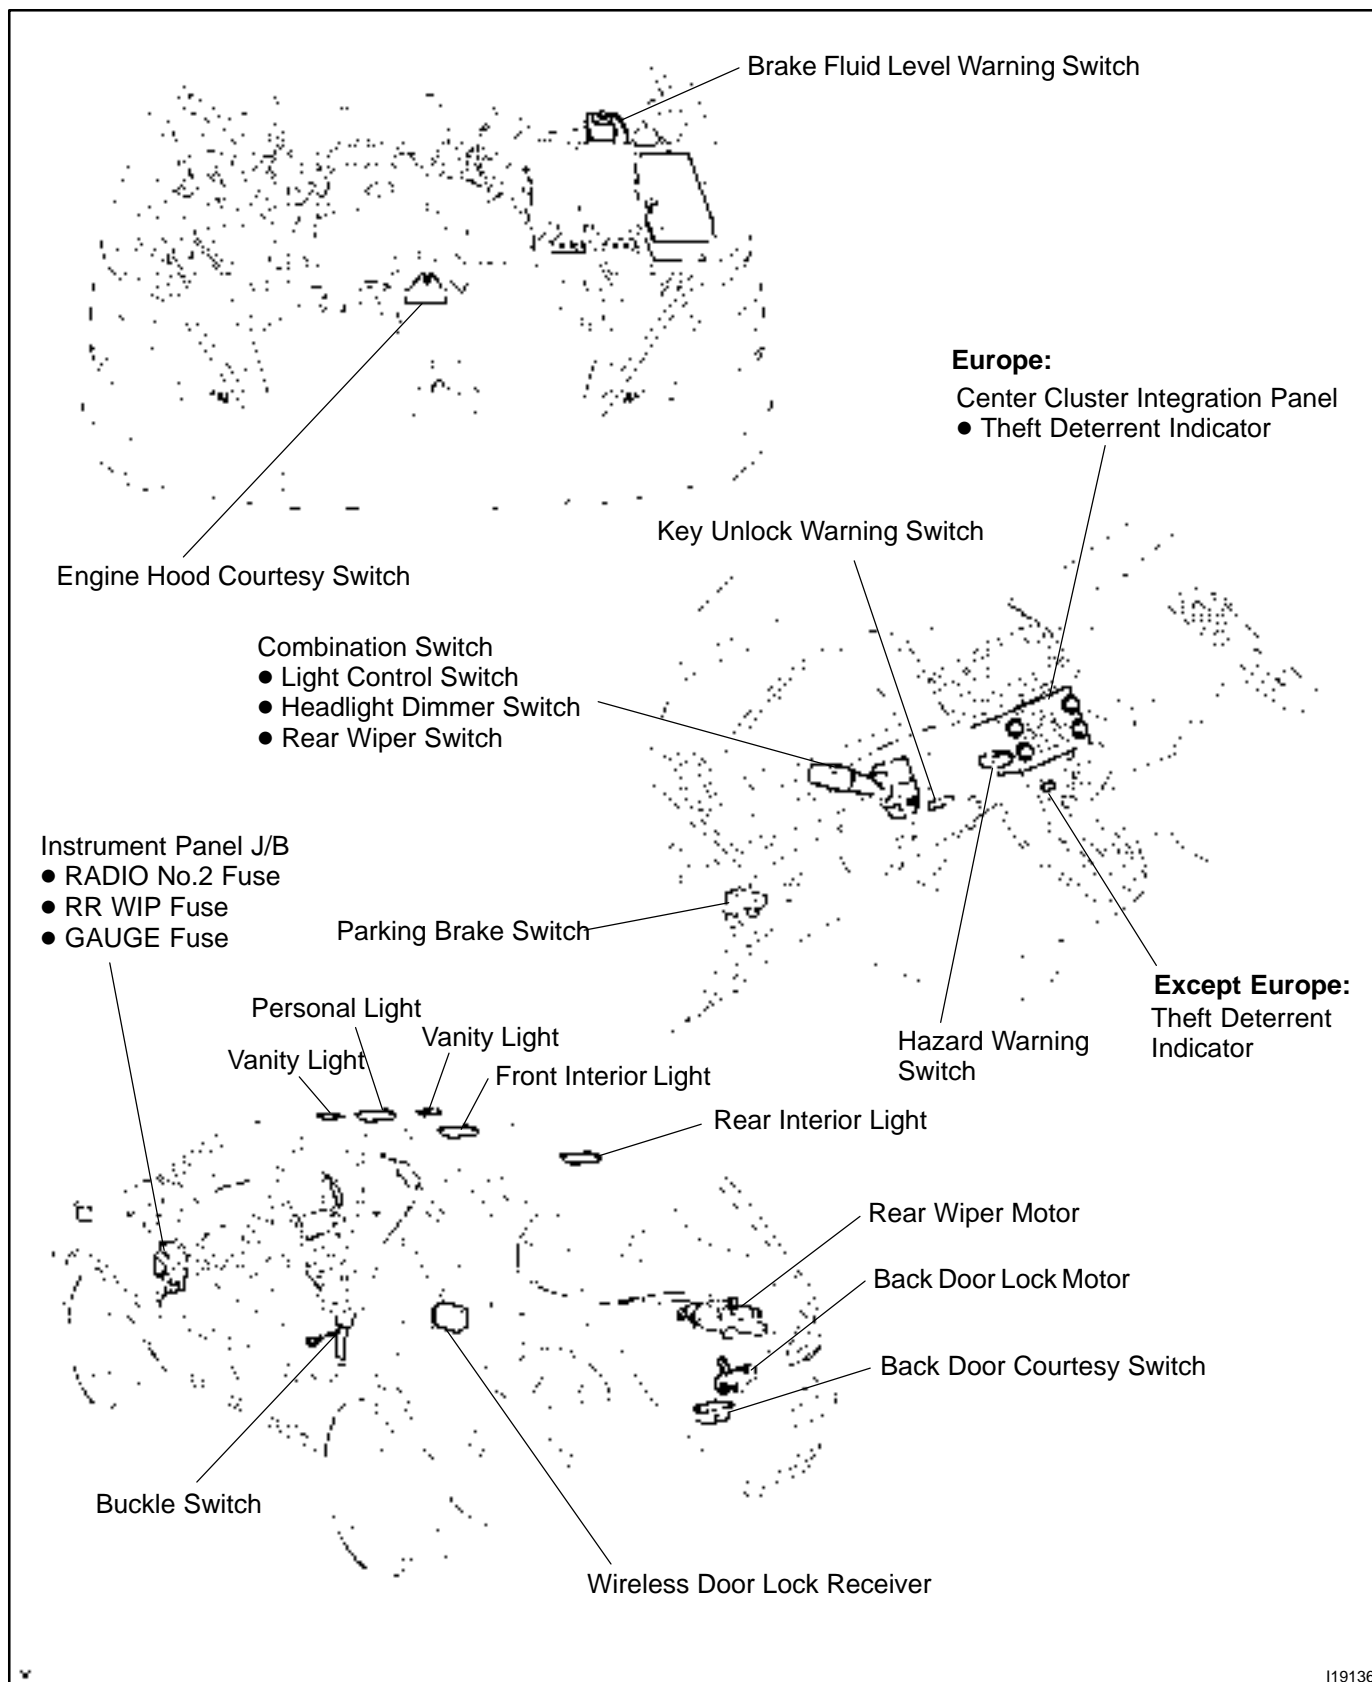 Brake Fluid Level Warning Switch
Europe:
Center Cluster Integration Panel
● Theft Deterrent Indicator
Key Unlock Warning Switch
Engine Hood Courtesy Switch
Combination Switch
● Light Control Switch
● Headlight Dimmer Switch
● Rear Wiper Switch
Instrument Panel J/B
● RADIO No.2 Fuse
● RR WIP Fuse
● GAUGE Fuse
Parking Brake Switch
Except Europe:
Theft Deterrent
Indicator
Hazard Warning
Switch
Personal Light
Vanity Light
Vanity Light
Front Interior Light
Rear Interior Light
Rear Wiper Motor
Back Door Lock Motor
Back Door Courtesy Switch
Buckle Switch
Wireless Door Lock Receiver
I19136